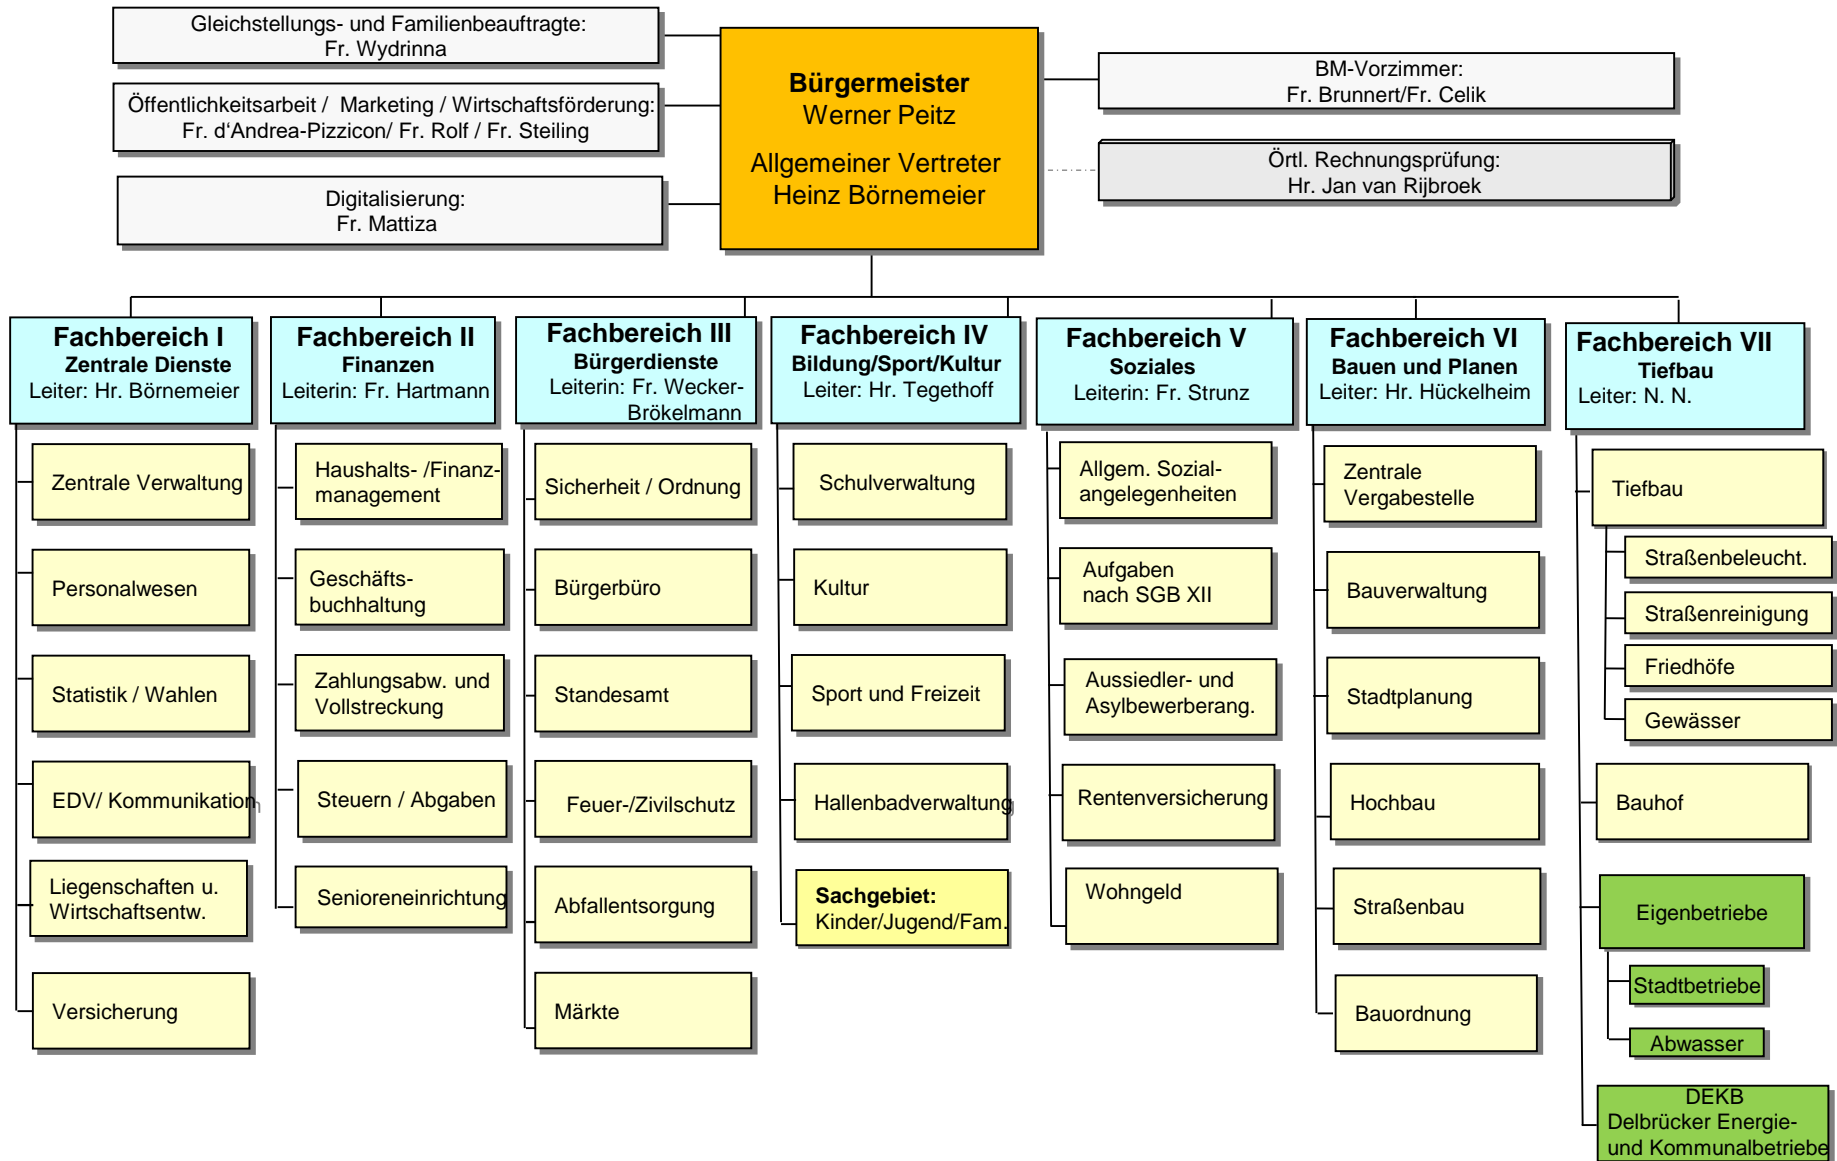 Gleichstellungs- und Familienbeauftragte:
Fr. Wydrinna
Öffentlichkeitsarbeit / Marketing / Wirtschaftsförderung:
Fr. d‘Andrea-Pizzicon/ Fr. Rolf / Fr. Steiling
Digitalisierung:
Fr. Mattiza
Bürgermeister
Werner Peitz
Allgemeiner Vertreter
Heinz Börnemeier
BM-Vorzimmer:
Fr. Brunnert/Fr. Celik
Örtl. Rechnungsprüfung:
Hr. Jan van Rijbroek
Fachbereich I
Zentrale Dienste
Leiter: Hr. Börnemeier
Zentrale Verwaltung
Personalwesen
Statistik / Wahlen
EDV/ Kommunikation
Liegenschaften u.
Wirtschaftsentw.
Versicherung
Fachbereich II
Finanzen
Leiterin: Fr. Hartmann
Haushalts- /Finanz-
management
Geschäfts-
buchhaltung
Zahlungsabw. und
Vollstreckung
Steuern / Abgaben
Senioreneinrichtung
Fachbereich III
Bürgerdienste
Leiterin: Fr. Wecker-
Brökelmann
Sicherheit / Ordnung
Bürgerbüro
Standesamt
Feuer-/Zivilschutz
Abfallentsorgung
Märkte
Fachbereich IV
Bildung/Sport/Kultur
Leiter: Hr. Tegethoff
Schulverwaltung
Kultur
Sport und Freizeit
Hallenbadverwaltung
Sachgebiet:
Kinder/Jugend/Fam.
Fachbereich V
Soziales
Leiterin: Fr. Strunz
Allgem. Sozial-
angelegenheiten
Aufgaben
nach SGB XII
Aussiedler- und
Asylbewerberang.
Rentenversicherung
Wohngeld
Fachbereich VI
Bauen und Planen
Leiter: Hr. Hückelheim
Zentrale
Vergabestelle
Bauverwaltung
Stadtplanung
Hochbau
Straßenbau
Bauordnung
Fachbereich VII
Tiefbau
Leiter: N. N.
Tiefbau
Straßenbeleucht.
Straßenreinigung
Friedhöfe
Gewässer
Bauhof
Eigenbetriebe
Stadtbetriebe
Abwasser
DEKB
Delbrücker Energie-
und Kommunalbetriebe